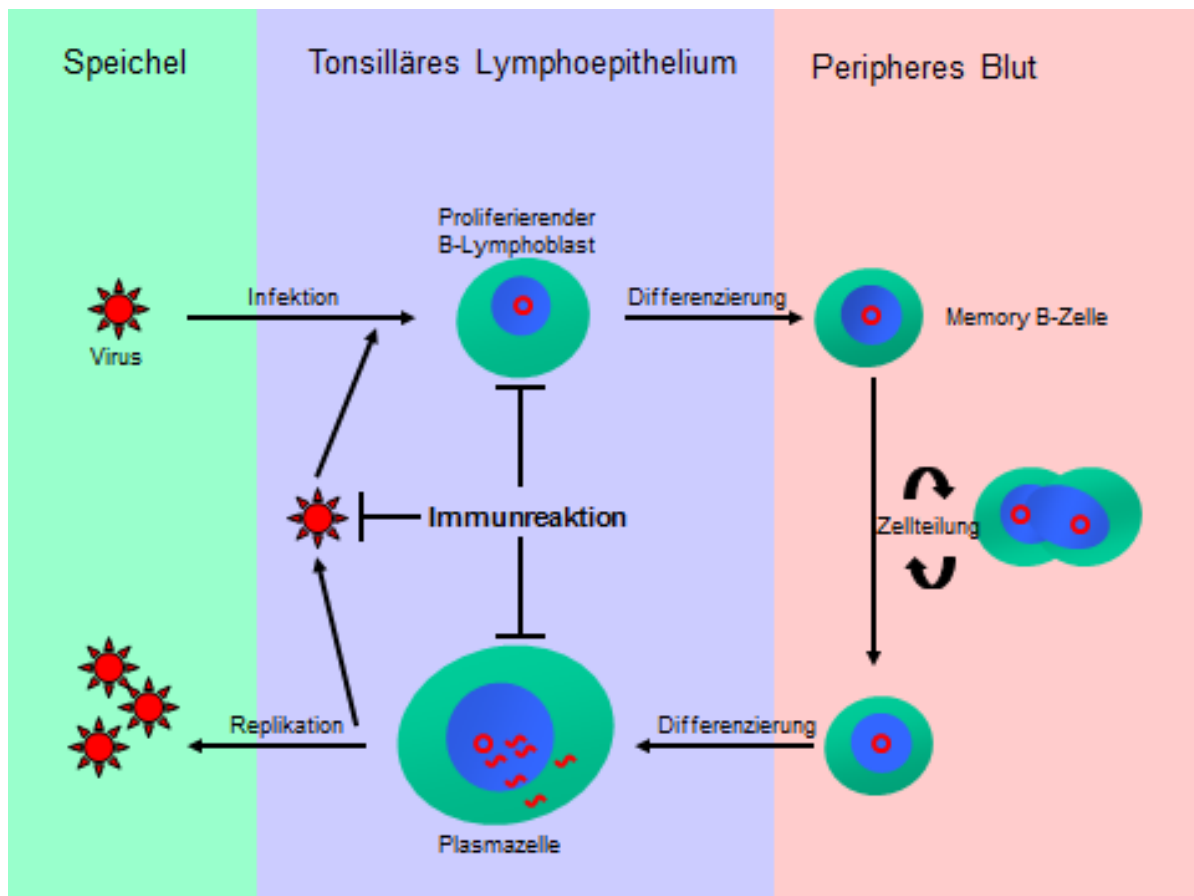 Speichel
Tonsilläres Lymphoepithelium
Peripheres Blut
Proliferierender
B-Lymphoblast
Infektion
Differenzierung
Virus
Memory B-Zelle
Immunreaktion
Zellteilung
Replikation
Differenzierung
Plasmazelle